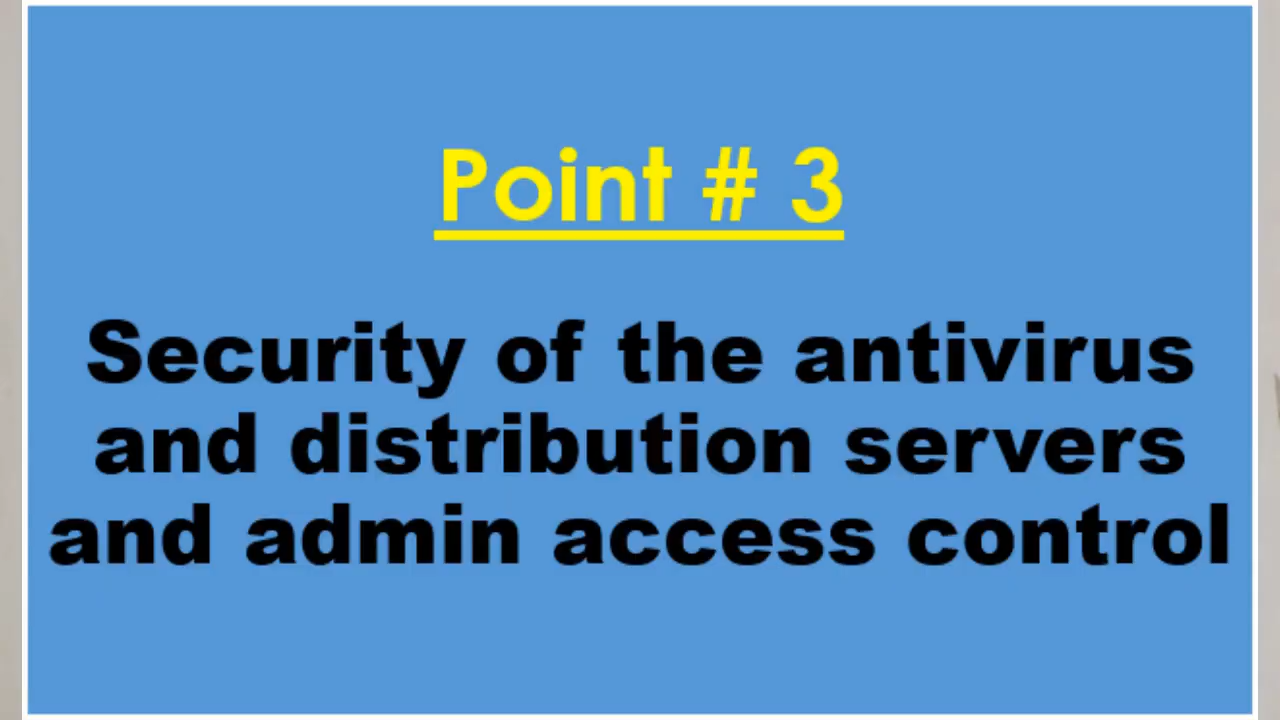 Point # 3
Security of the antivirus
and distribution servers
and admin access control